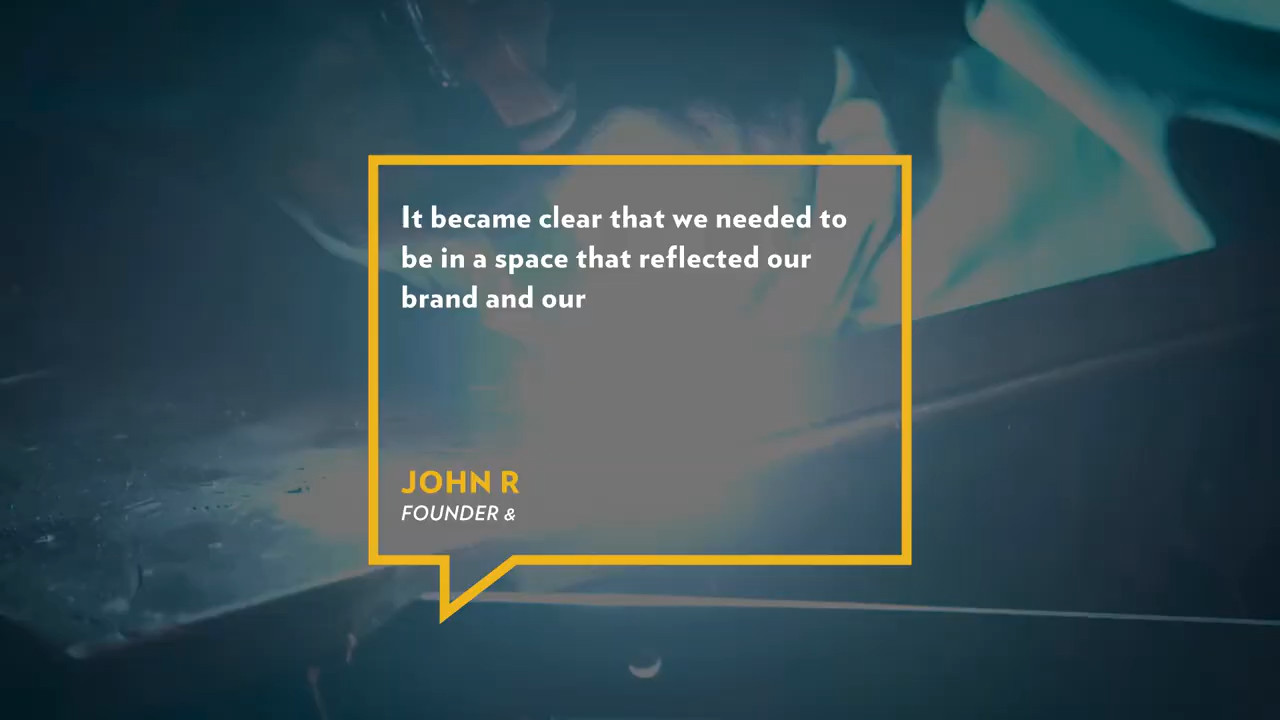 It became clear that we needed to
be in a space that reflected our
brand and our
JOHN R
FOUNDER &